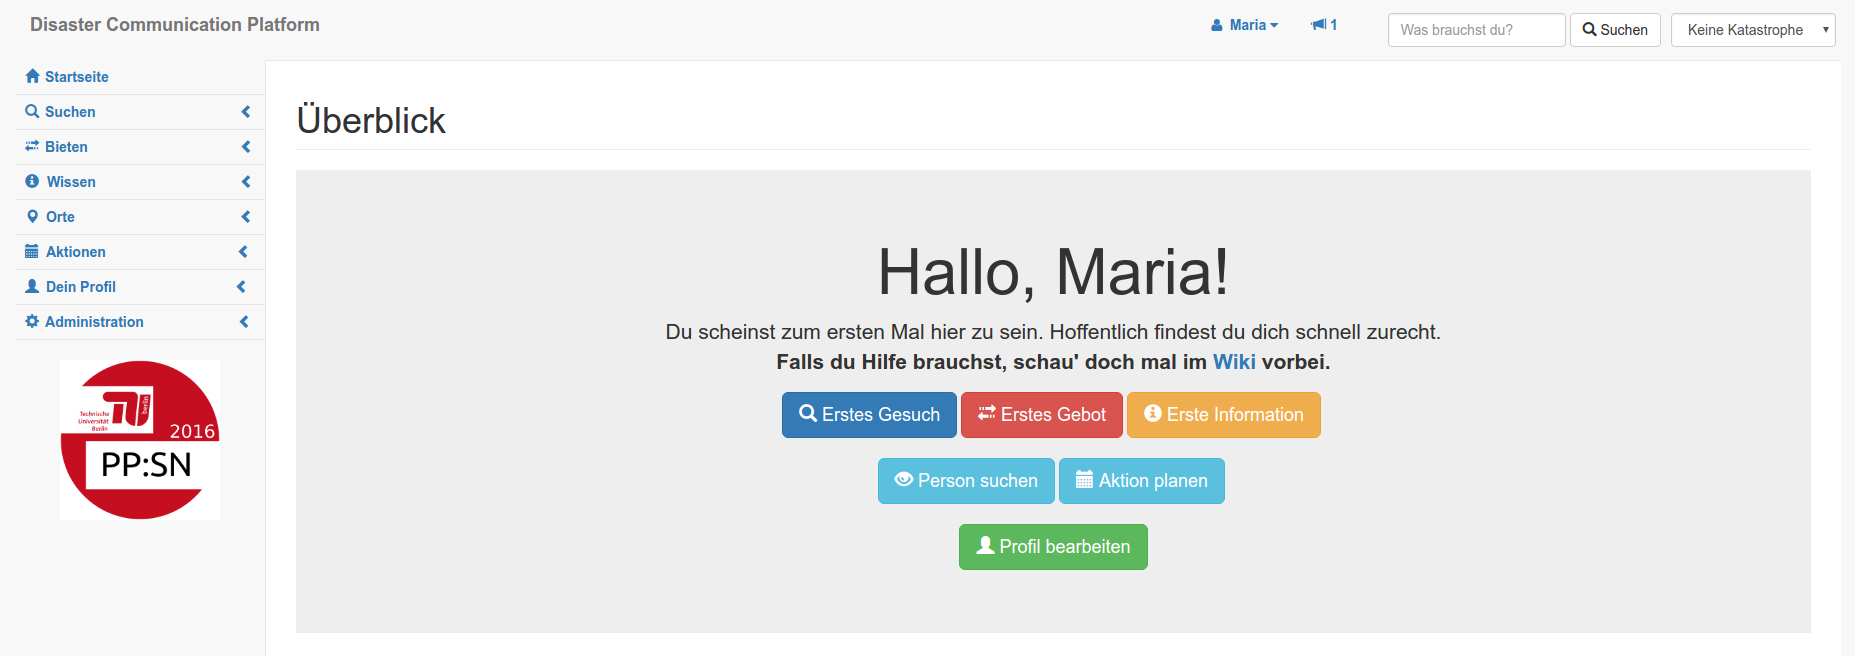 Disaster Communication Platform
Maria
1
Was brauchst du?
Suchen
Keine Katastrophe
Startseite
Suchen
Bieten
Wissen
Orte
Aktionen
Dein Profil
Administration
Technische
Universität
Berlin
berlin
2016
PP:SN
Überblick
Hallo, Maria!
Du scheinst zum ersten Mal hier zu sein. Hoffentlich findest du dich schnell zurecht.
Falls du Hilfe brauchst, schau' doch mal im Wiki vorbei.
Erstes Gesuch
Erstes Gebot
Erste Information
Person suchen
Aktion planen
Profil bearbeiten